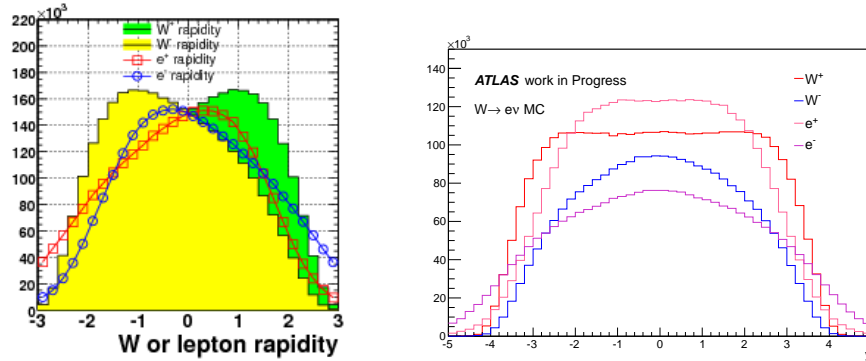 ×10³
220
200
180
160
140
120
100
80
60
40
20
0
W⁺ rapidity
W⁻ rapidity
e⁺ rapidity
e⁻ rapidity
-3 -2 -1 0 1 2 3
W or lepton rapidity
×10³
140
120
100
80
60
40
20
0
ATLAS work in Progress
W→ eν MC
W⁺
W⁻
e⁺
e⁻
-5 -4 -3 -2 -1 0 1 2 3 4